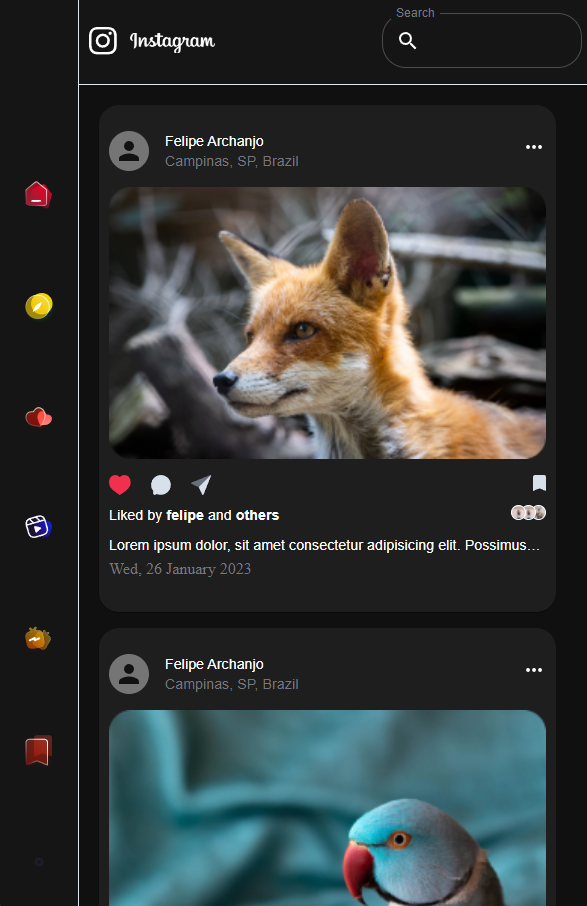 Instagram
Search
Felipe Archanjo
Campinas, SP, Brazil
Liked by felipe and others
Lorem ipsum dolor, sit amet consectetur adipisicing elit. Possimus...
Wed, 26 January 2023
Felipe Archanjo
Campinas, SP, Brazil